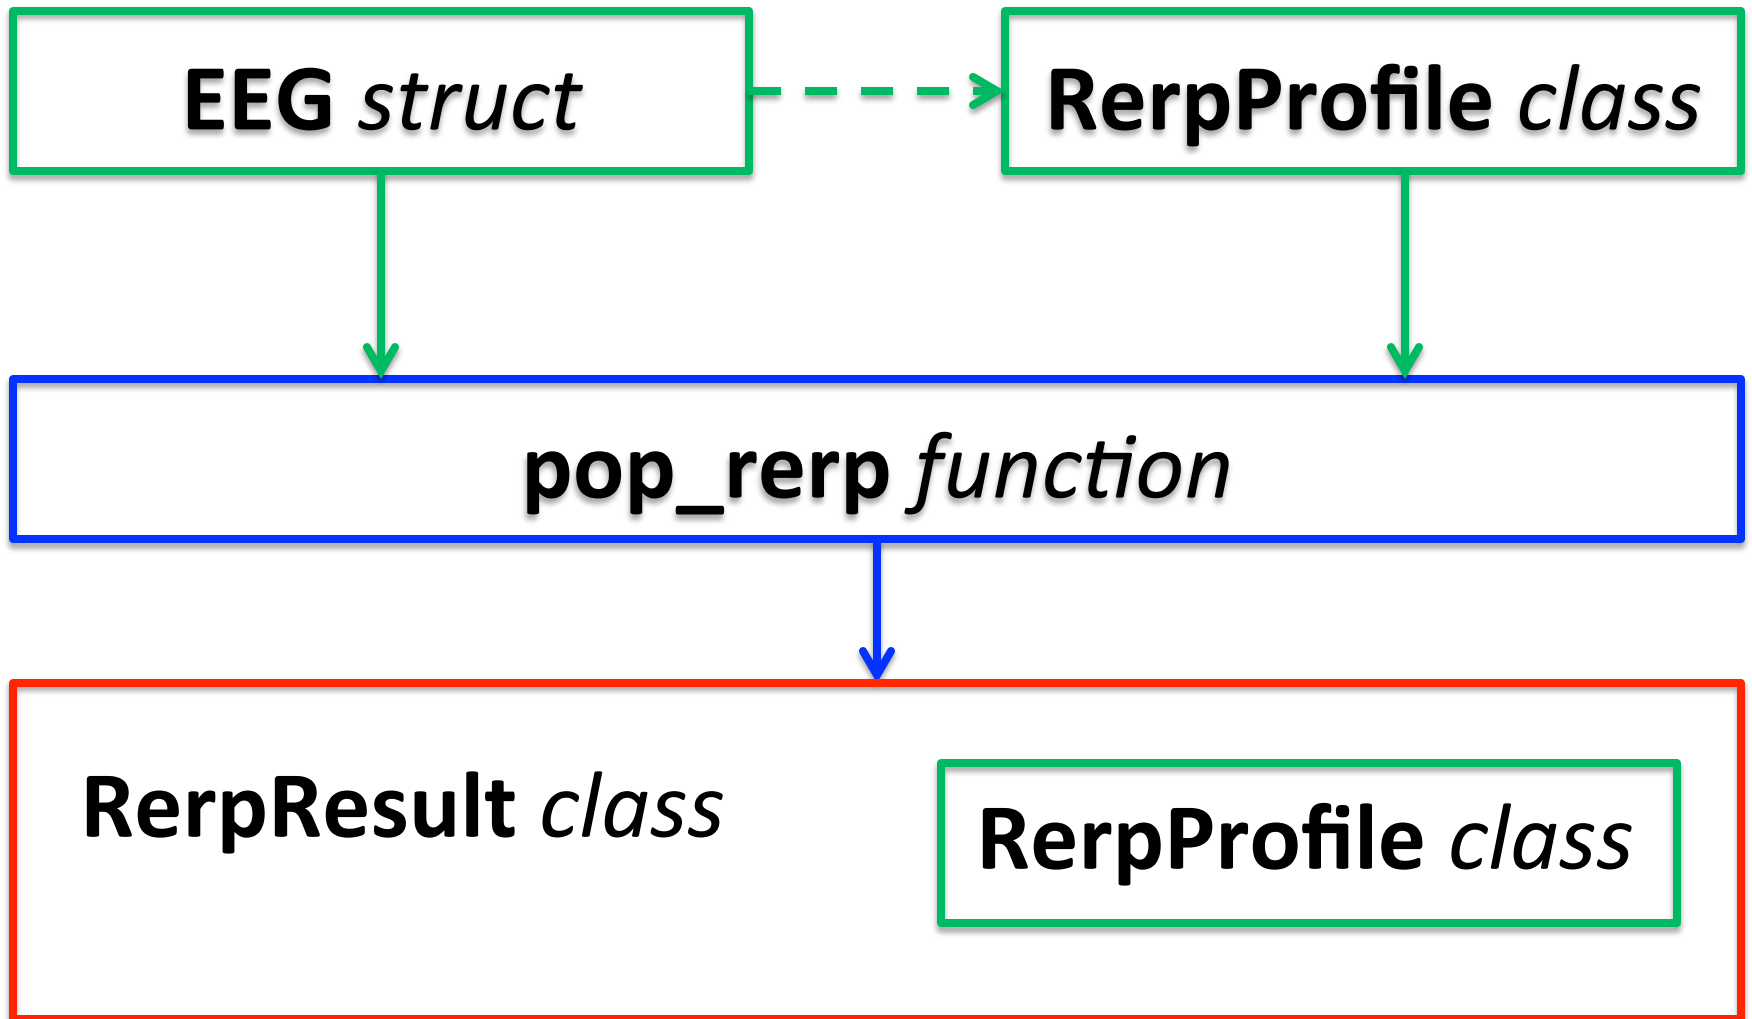 EEG struct
RerpProfile class
pop_rerp function
RerpResult class
RerpProfile class